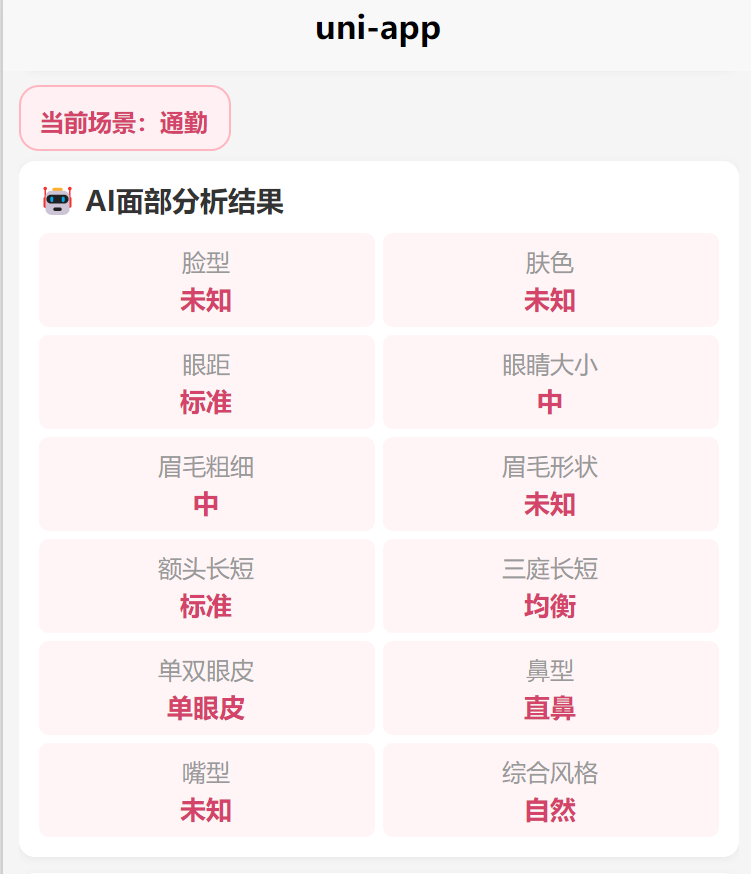 uni-app
当前场景：通勤
AI面部分析结果
脸型 肤色
未知 未知
眼距 眼睛大小
标准 中
眉毛粗细 眉毛形状
中 未知
额头长短 三庭长短
标准 均衡
单双眼皮 鼻型
单眼皮 直鼻
嘴型 综合风格
未知 自然